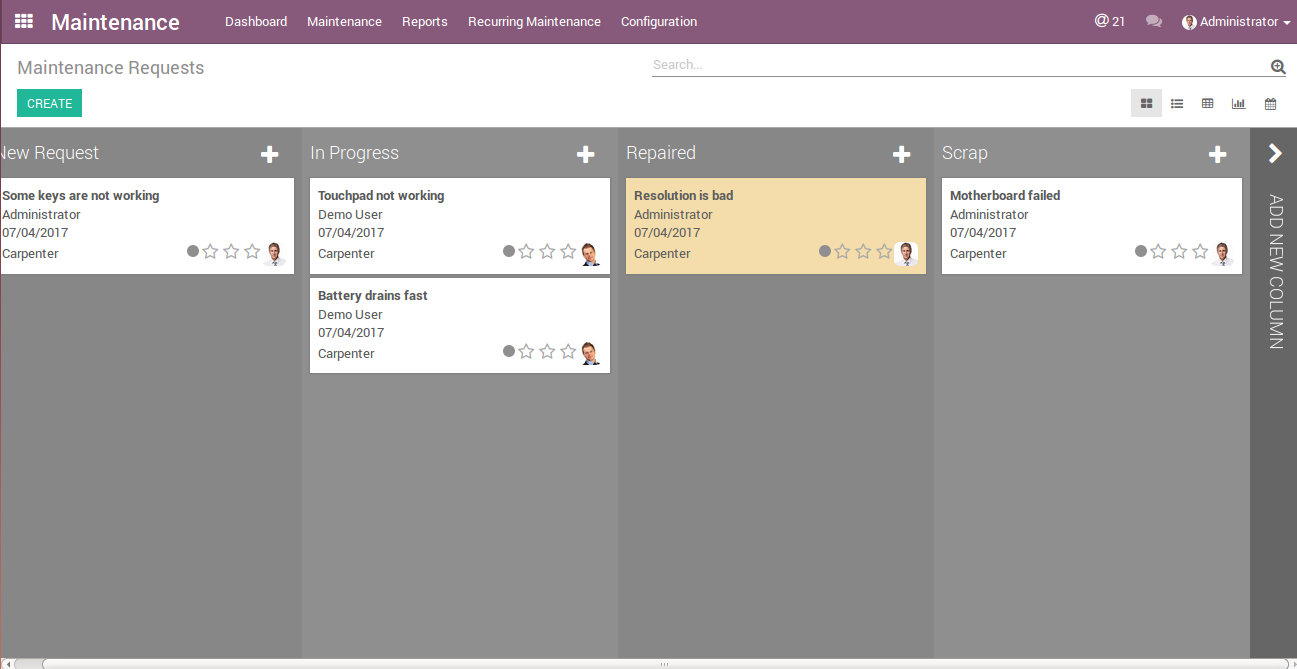 Maintenance Dashboard Maintenance Reports Recurring Maintenance Configuration @ 21 Administrator
Maintenance Requests Search...
CREATE
New Request
Some keys are not working
Administrator
07/04/2017
Carpenter
In Progress
Touchpad not working
Demo User
07/04/2017
Carpenter
Battery drains fast
Demo User
07/04/2017
Carpenter
Repaired
Resolution is bad
Administrator
07/04/2017
Carpenter
Scrap
Motherboard failed
Administrator
07/04/2017
Carpenter
ADD NEW COLUMN